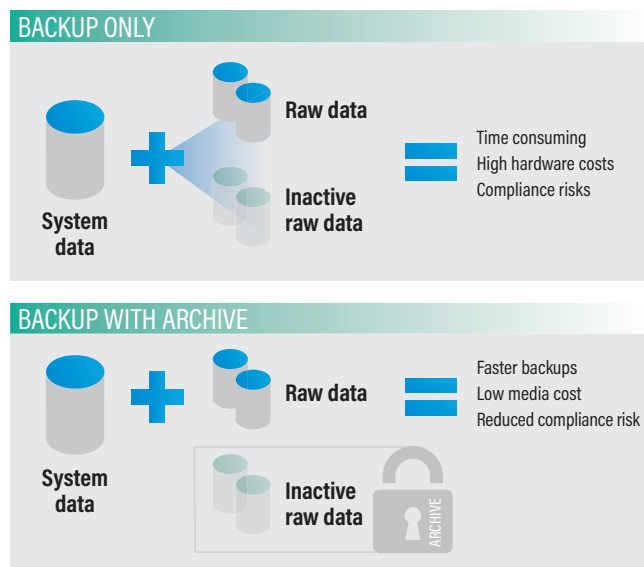 BACKUP ONLY
System
data
Raw data
Inactive
raw data
Time consuming
High hardware costs
Compliance risks
BACKUP WITH ARCHIVE
System
data
Raw data
Inactive
raw data
ARCHIVE
Faster backups
Low media cost
Reduced compliance risk